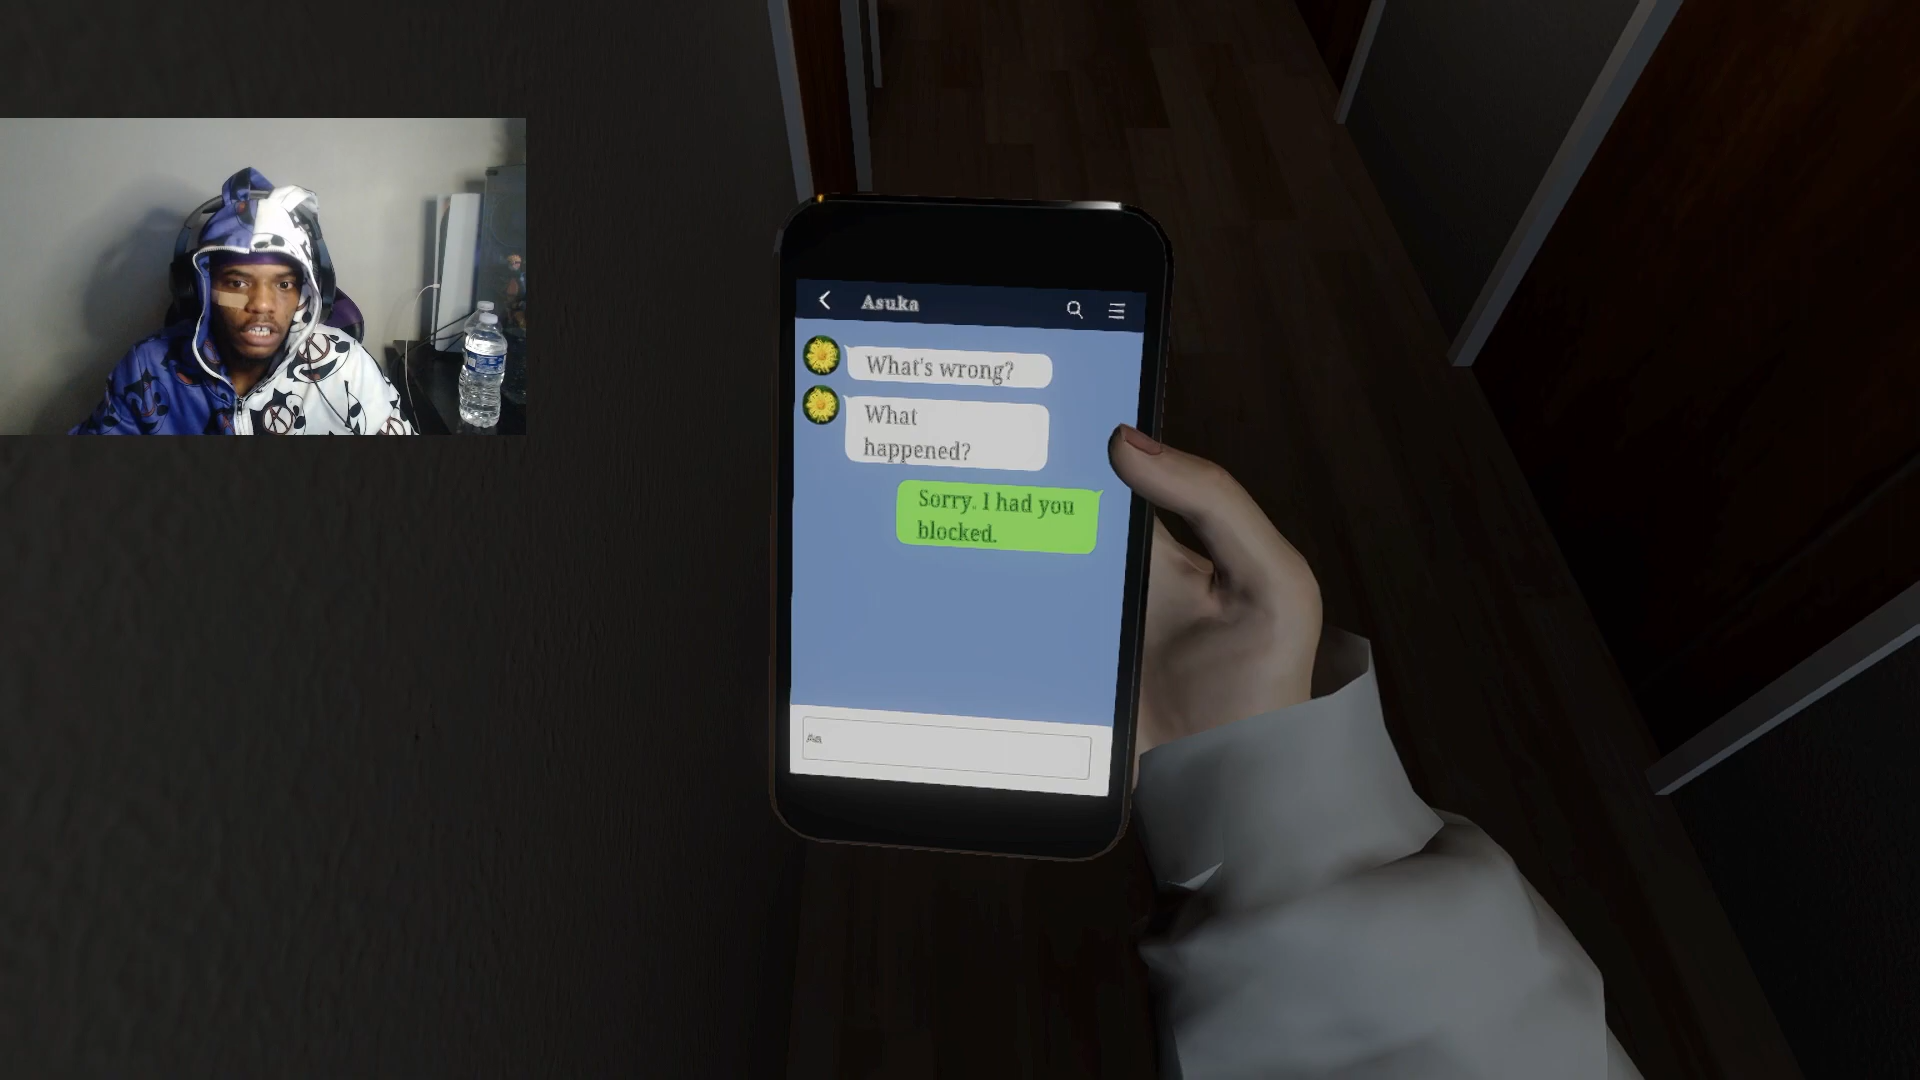 Asuka
What's wrong?
What
happened?
Sorry. I had you
blocked.
Aa